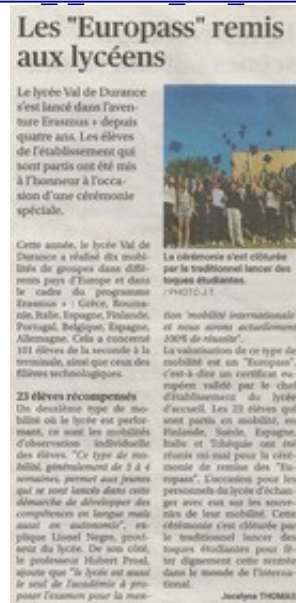 Les "Europass" remis
aux lycéens
Le lycée Val de Durance
s'est lancé dans l'aven-
ture Erasmus + depuis
quatre ans. Les élèves
de l'établissement qui
sont partis ont été mis
à l'honneur à l'occa-
sion d'une cérémonie
spéciale.
Cette année, le lycée Val de
Durance a réalisé dix mobi-
lités de groupes dans diffé-
rents pays d'Europe et dans
le cadre du programme
Erasmus + : Grèce, Rouma-
nie, Italie, Espagne, Finlande,
Portugal, Belgique, Espagne,
Allemagne. Cela a concerné
101 élèves de la seconde à la
terminale, ainsi que ceux des
filières technologiques.
23 élèves récompensés
Un deuxième type de mo-
bilité où le lycée est perfor-
mant, ce sont les mobilités
d'observation individuelle
des élèves. "Ce type de mo-
bilité, généralement de 3 à 4
semaines, permet aux jeunes
qui se sont lancés dans cette
démarche de développer des
compétences en langue mais
aussi en autonomie", ex-
plique Lionel Negre, provi-
seur du lycée. De son côté,
le professeur Hubert Proal,
ajoute que "le lycée est aussi
le seul de l'académie à pro-
poser l'examen pour la men-
La cérémonie s'est clôturée
par le traditionnel lancer des
toques étudiantes.
/ PHOTO J.T.
tion 'mobilité internationale'
et nous avons actuellement
100% de réussite".
La valorisation de ce type de
mobilité est un "Europass"
c'est-à-dire un certificat eu-
ropéen validé par le chef
d'établissement du lycée
d'accueil. Les 23 élèves qui
sont partis en mobilité, en
Finlande, Suède, Espagne,
Italie et Tchéquie ont été
réunis mi-mai pour la céré-
monie de remise des "Eu-
ropass". L'occasion pour les
personnels du lycée d'échan-
ger avec eux sur les souve-
nirs de leur mobilité. Cette
cérémonie s'est clôturée par
le traditionnel lancer des
toques étudiantes pour fê-
ter dignement cette rentrée
dans le monde de l'interna-
tional.
Jocelyne THOMAS